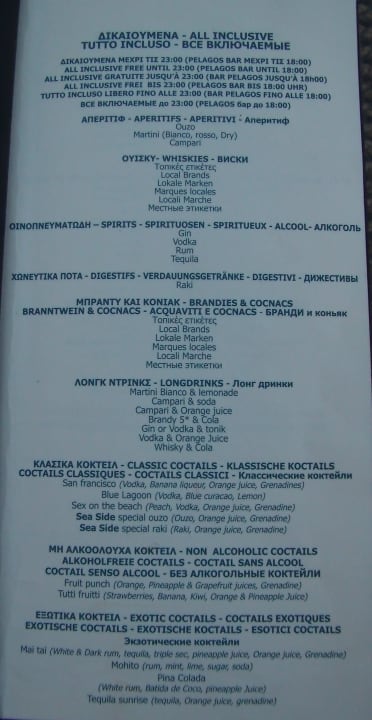 ΔΙΚΑΙΟΥΜΕΝΑ - ALL INCLUSIVE
TUTTO INCLUSO - ВСЕ ВКЛЮЧАЕМЫЕ
ΔΙΚΑΙΟΥΜΕΝΑ ΜΕΧΡΙ ΤΙΣ 23:00 (PELAGOS BAR ΜΕΧΡΙ ΤΙΣ 18:00)
ALL INCLUSIVE FREE UNTIL 23:00 (PELAGOS BAR UNTIL 18:00)
ALL INCLUSIVE GRATUITE JUSQU'À 23:00 (BAR PELAGOS JUSQU'À 18h00)
ALL INCLUSIVE FREI BIS 23:00 (PELAGOS BAR BIS 18:00 UHR)
TUTTO INCLUSO LIBERO FINO ALLE 23:00 (BAR PELAGOS FINO ALLE 18:00)
ВСЕ ВКЛЮЧАЕМЫЕ до 23:00 (PELAGOS бар до 18:00)
ΑΠΕΡΙΤΙΦ - APERITIFS - APERITIVI - Аперитиф
Ouzo
Martini (Bianco, rosso, Dry)
Campari
ΟΥΙΣΚΥ- WHISKIES - ВИСКИ
Τοπικές ετικέτες
Local Brands
Lokale Marken
Marques locales
Locali Marche
Местные этикетки
ΟΙΝΟΠΝΕΥΜΑΤΩΔΗ – SPIRITS - SPIRITUOSEN - SPIRITUEUX - ALCOOL- АЛКОГОЛЬ
Gin
Vodka
Rum
Tequila
ΧΩΝΕΥΤΙΚΑ ΠΟΤΑ - DIGESTIFS - VERDAUUNGSGETRÄNKE - DIGESTIVI - ДИЖЕСТИВЫ
Raki
ΜΠΡΑΝΤΥ ΚΑΙ ΚΟΝΙΑΚ - BRANDIES & COCNACS
BRANNTWEIN & COCNACS - ACQUAVITI E COCNACS - БРАНДИ и коньяк
Τοπικές ετικέτες
Local Brands
Lokale Marken
Marques locales
Locali Marche
Местные этикетки
ΛΟΝΓΚ ΝΤΡΙΝΚΣ - LONGDRINKS - Лонг дринки
Martini Bianco & lemonade
Campari & soda
Campari & Orange juice
Brandy 5* & Cola
Gin or Vodka & tonik
Vodka & Orange Juice
Whisky & Cola
ΚΛΑΣΙΚΑ ΚΟΚΤΕΙΛ - CLASSIC COCTAILS - KLASSISCHE KOCTAILS
COCTAILS CLASSIQUES - COCTAILS CLASSICI - Классические коктейли
San francisco (Vodka, Banana liqueur, Orange juice, Orange juice, Grenadines)
Blue Lagoon (Vodka, Blue curacao, Lemon)
Sex on the beach (Peach, Vodka, Orange juice, Grenadine)
Sea Side special ouzo (Ouzo, Orange juice, Grenadine)
Sea Side special raki (Raki, Orange juice, Grenadine)
ΜΗ ΑΛΚΟΟΛΟΥΧΑ ΚΟΚΤΕΙΛ - NON ALCOHOLIC COCTAILS
ALKOHOLFREIE COCTAILS - COCTAIL SANS ALCOOL
COCTAIL SENSO ALCOOL - БЕЗ АЛКОГОЛЬНЫЕ КОКТЕЙЛИ
Fruit punch (Orange, Pineapple & Grapefruit juices, Grenadine)
Tutti fruitti (Strawberries, Banana, Kiwi, Orange & Pineapple Juice)
ΕΞΩΤΙΚΑ ΚΟΚΤΕΙΛ - EXOTIC COCTAILS - COCTAILS EXOTIQUES
EXOTISCHE COCTAILS - EXOTISCHE KOCTAILS - ESOTICI COCTAILS
Экзотические коктейли
Mai tai (White & Dark rum, tequila, triple sec, pineapple juice, Orange juice, Grenadine)
Mohito (rum, mint, lime, sugar, soda)
Pina Colada
(White rum, Batida de Coco, pineapple Juice)
Tequila sunrise (tequila, Orange juice, grenadine)